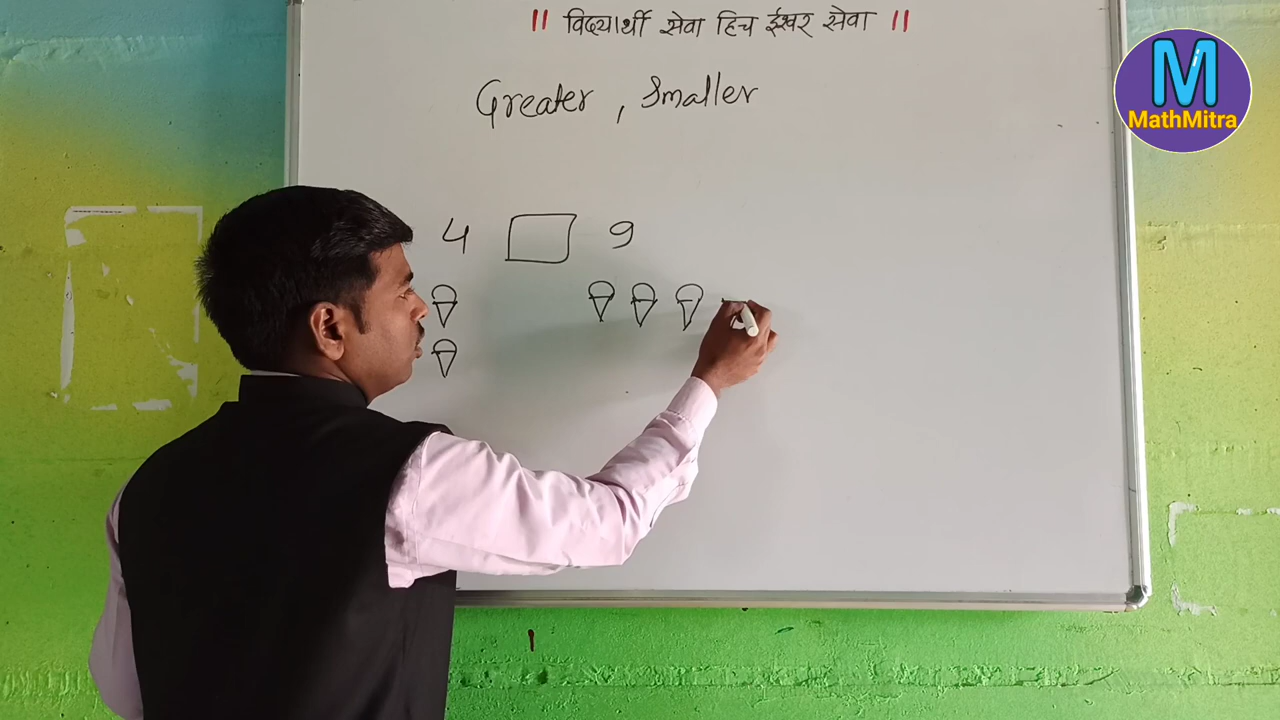 || विद्यार्थी सेवा हिच ईश्वर सेवा ||
M
MathMitra
Greater , Smaller
4 9